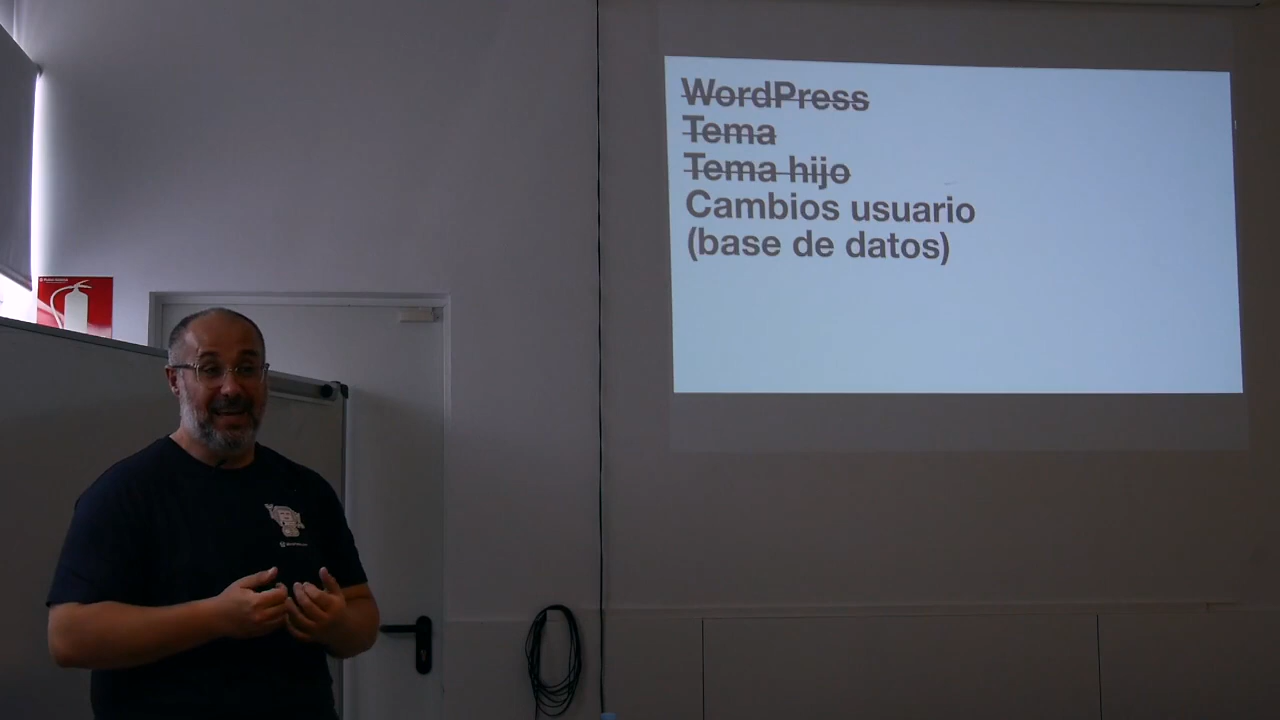 WordPress
Tema
Tema hijo
Cambios usuario
(base de datos)